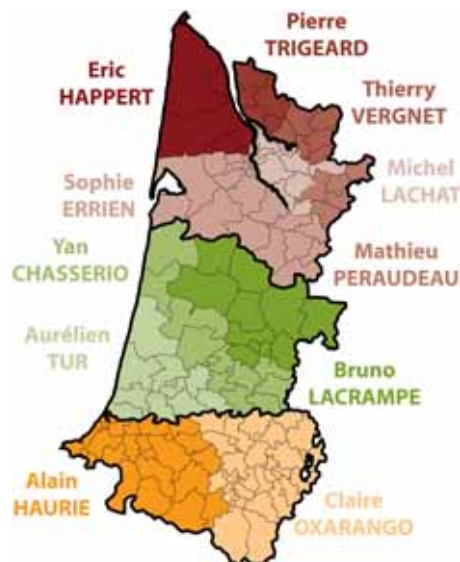 Pierre
TRIGEARD
Eric
HAPPERT
Thierry
VERGNET
Michel
LACHAT
Sophie
ERRIEN
Yan
CHASSERIO
Mathieu
PERAUDEAU
Aurélien
TUR
Bruno
LACRAMPE
Alain
HAURIE
Claire
OXARANGO